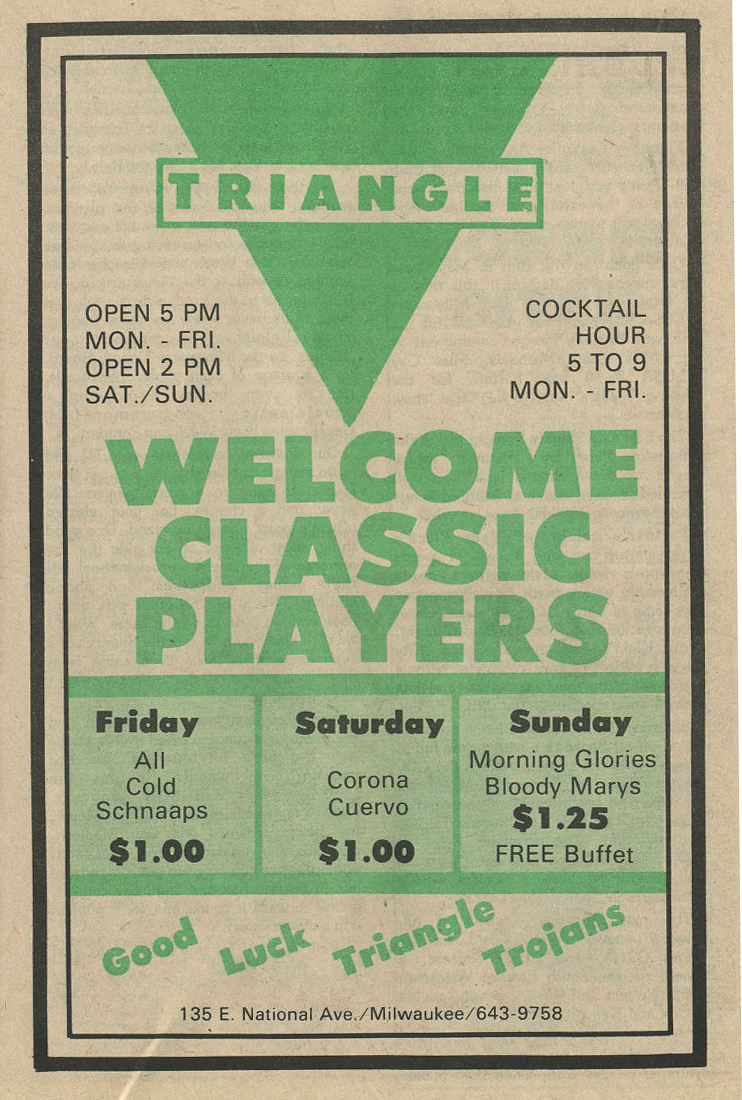 TRIANGLE
OPEN 5 PM
MON. - FRI.
OPEN 2 PM
SAT./SUN.
COCKTAIL
HOUR
5 TO 9
MON. - FRI.
WELCOME
CLASSIC
PLAYERS
Friday
All
Cold
Schnaaps
$1.00
Saturday
Corona
Cuervo
$1.00
Sunday
Morning Glories
Bloody Marys
$1.25
FREE Buffet
Good Luck Triangle Trojans
135 E. National Ave./Milwaukee/643-9758